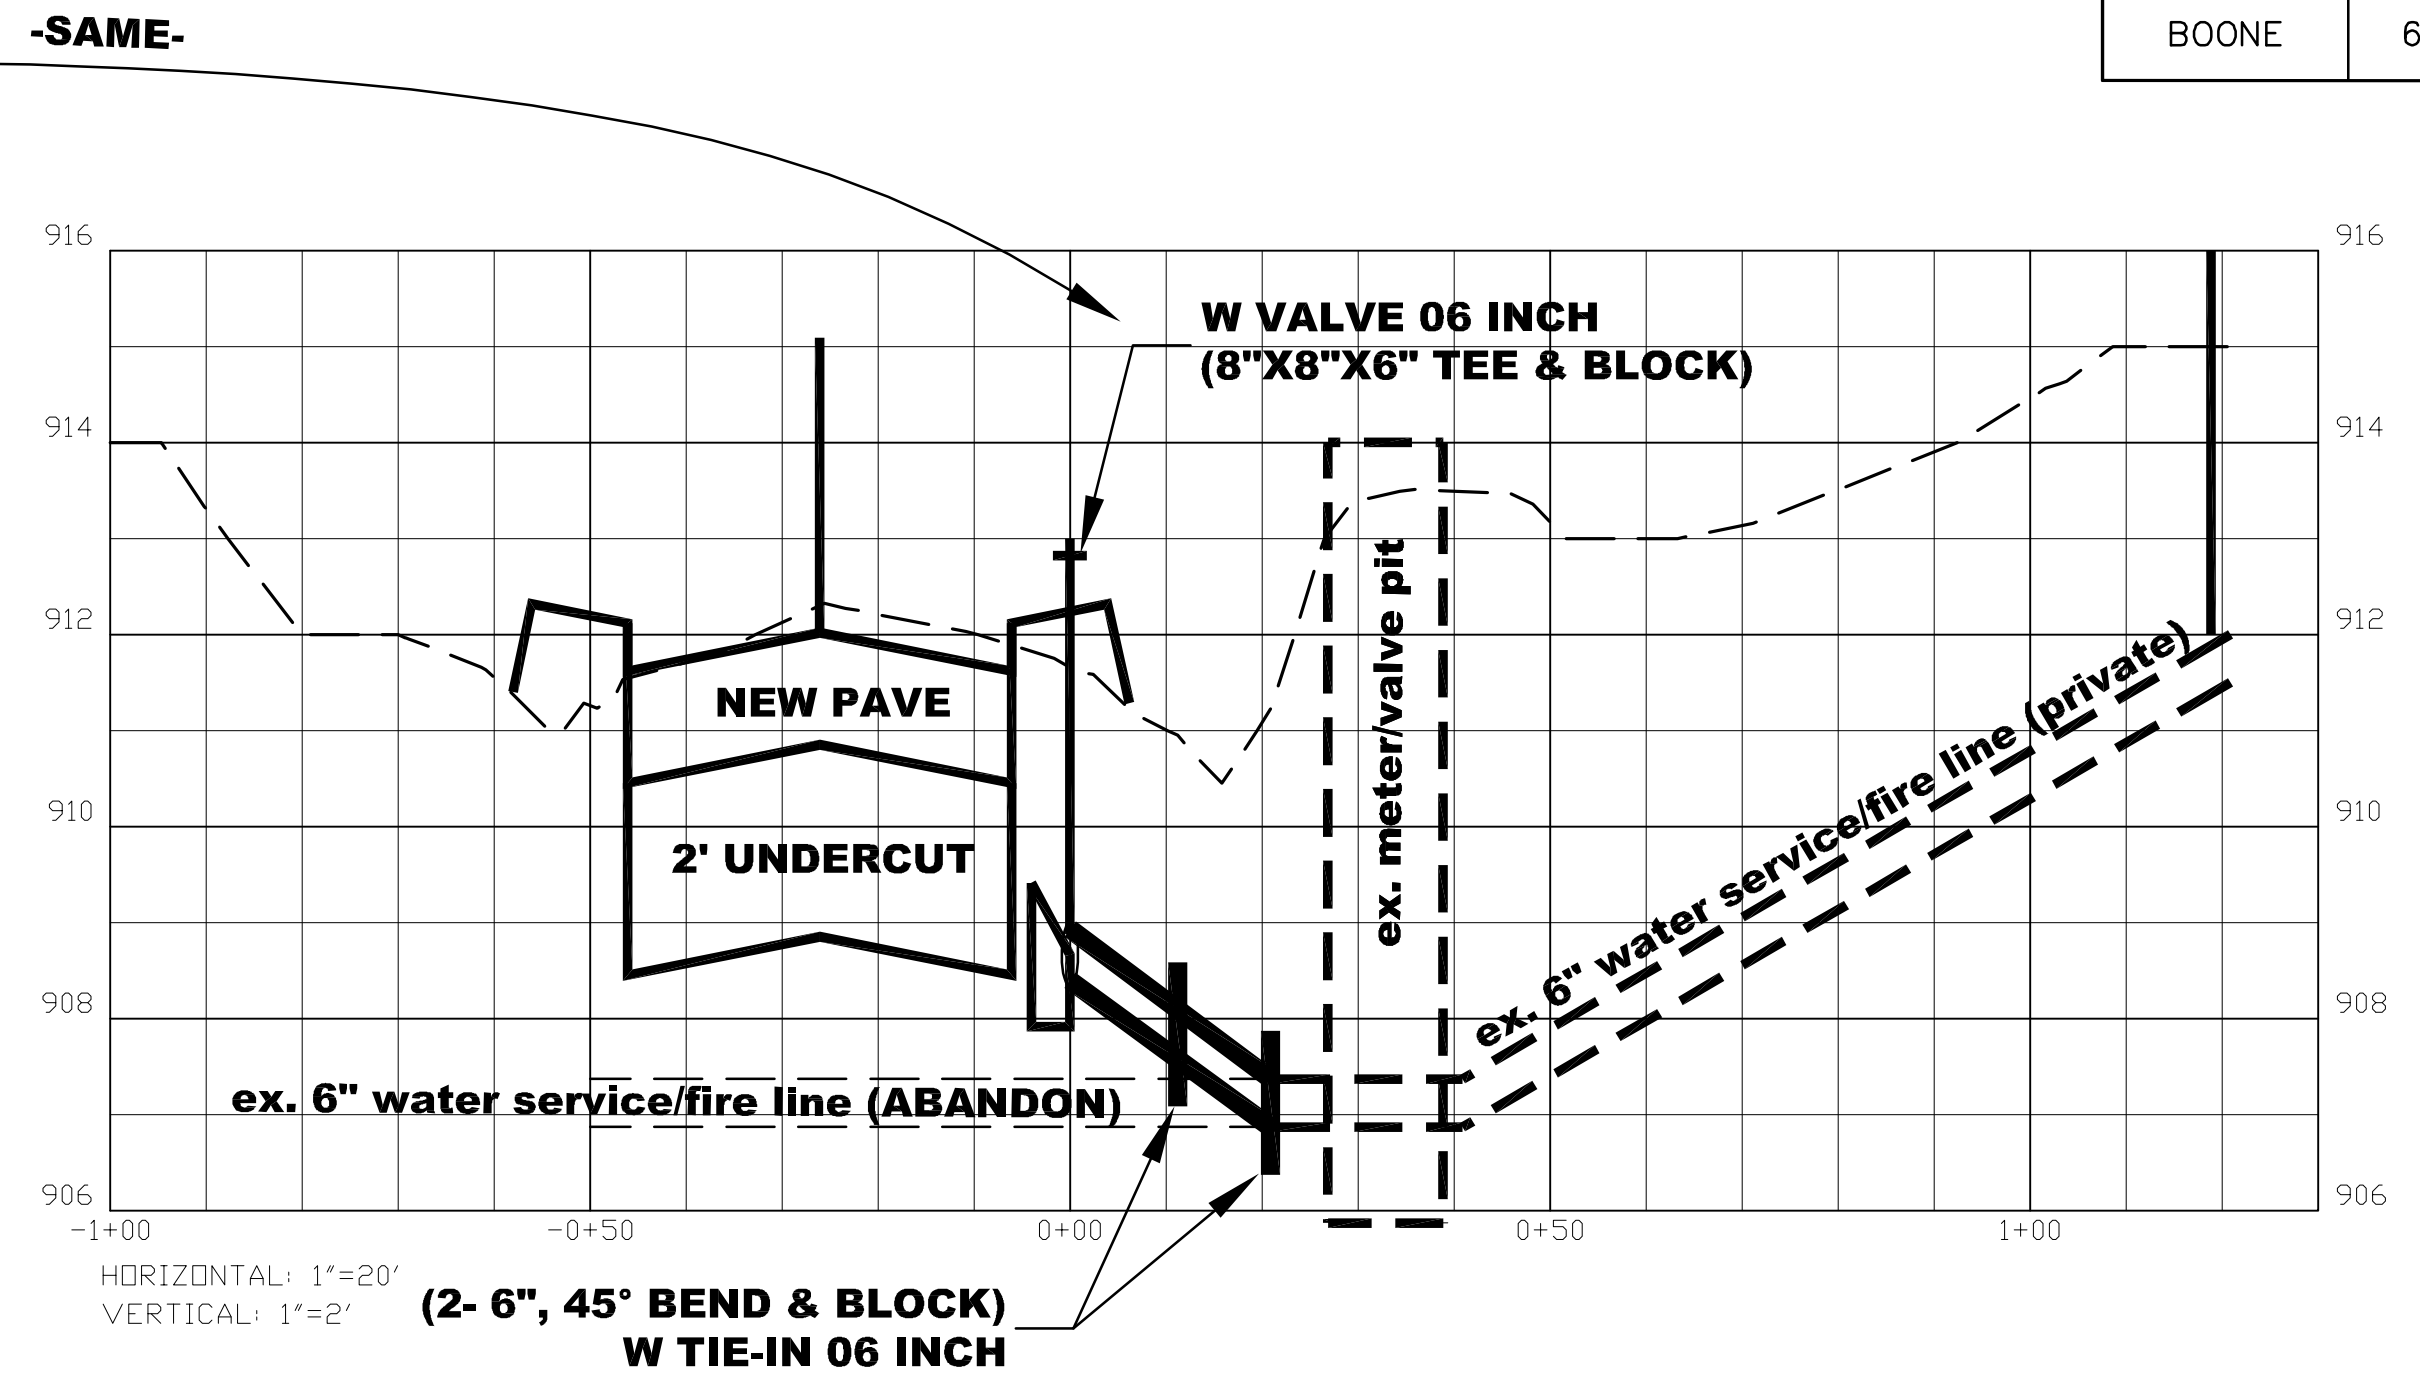 -SAME-
BOONE
6
916
916
W VALVE 06 INCH
(8"X8"X6" TEE & BLOCK)
914
914
ex. meter/valve pit
912
912
NEW PAVE
ex. 6" water service/fire line (private)
910
910
2' UNDERCUT
908
908
ex. 6" water service/fire line (ABANDON)
906
906
-1+00
-0+50
0+00
0+50
1+00
HORIZONTAL: 1"=20'
VERTICAL: 1"=2'
(2- 6", 45° BEND & BLOCK)
W TIE-IN 06 INCH